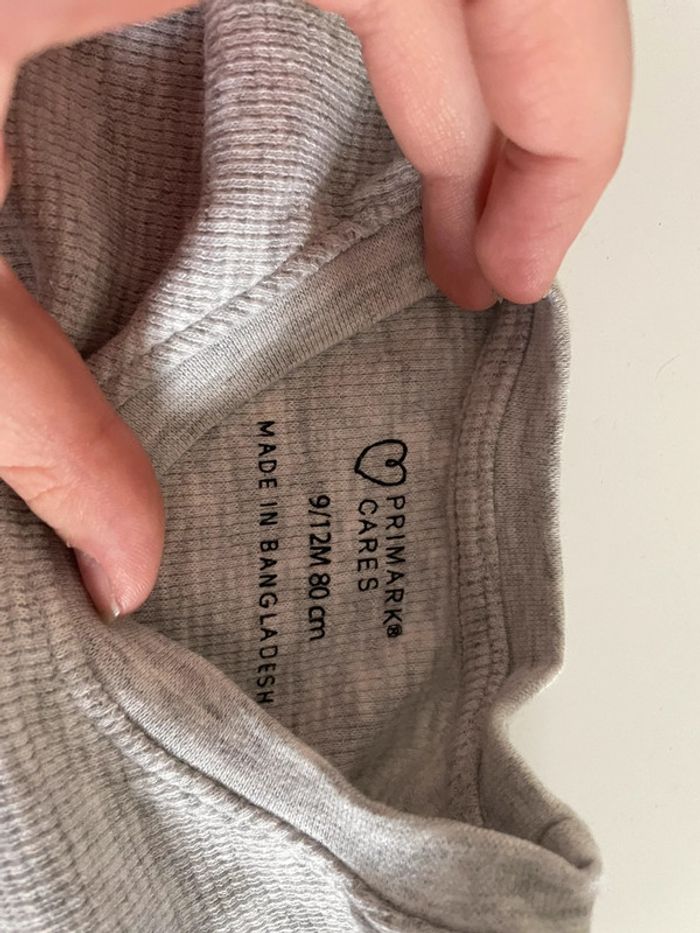 PRIMARK®
CARES
9/12M 80 cm
MADE IN BANGLADESH